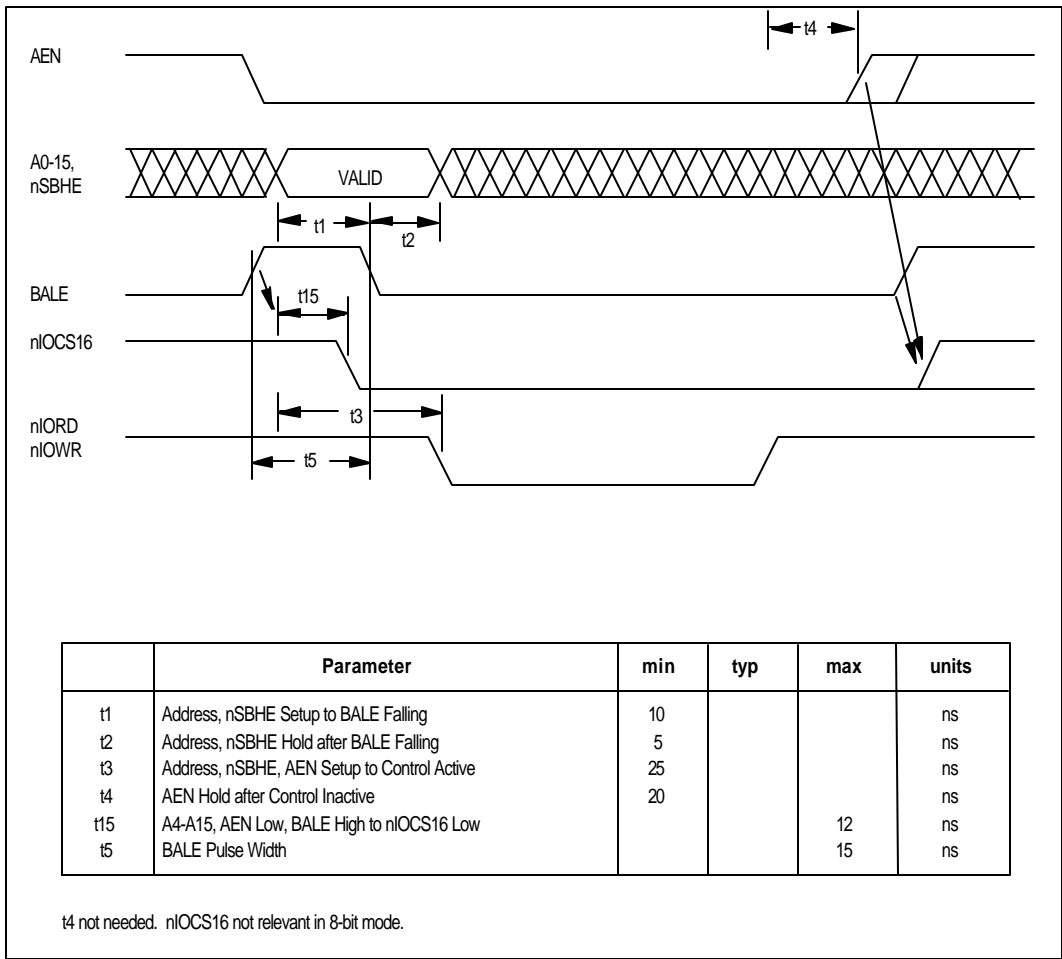 t4
AEN
A0-15,
nSBHE
VALID
t1
t2
BALE
t15
nIOCS16
t3
nIORD
nIOWR
t5
Parameter min typ max units
t1 Address, nSBHE Setup to BALE Falling 10 ns
t2 Address, nSBHE Hold after BALE Falling 5 ns
t3 Address, nSBHE, AEN Setup to Control Active 25 ns
t4 AEN Hold after Control Inactive 20 ns
t15 A4-A15, AEN Low, BALE High to nIOCS16 Low 12 ns
t5 BALE Pulse Width 15 ns
t4 not needed. nIOCS16 not relevant in 8-bit mode.